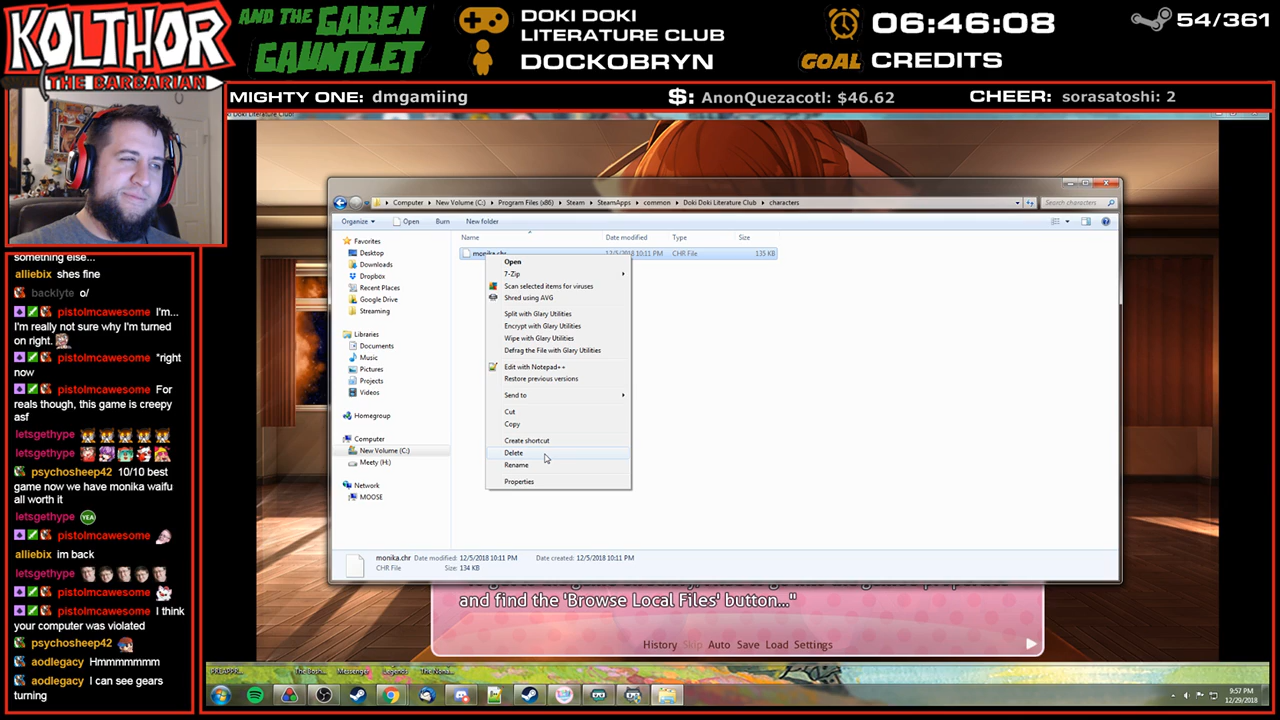 KOLTHOR
THE BARBARIAN
AND THE GABEN
GAUNTLET
DOKI DOKI
LITERATURE CLUB
DOCKOBRYN
06:46:08
GOAL CREDITS
54/361
MIGHTY ONE: dmgamiing
$: AnonQuezacotl: $46.62
CHEER: sorasatoshi: 2
something else...
alliebix shes fine
backlyte o/
pistolmcawesome I'm...
I'm really not sure why I'm turned
on right.
pistolmcawesome *right
now
pistolmcawesome For
reals though, this game is creepy
asf
letsgethype
letsgethype
psychosheep42 10/10 best
game now we have monika waifu
all worth it
letsgethype YEA
pistolmcawesome
alliebix im back
letsgethype
pistolmcawesome
pistolmcawesome I think
your computer was violated
psychosheep42
aodlegacy Hmmmmmmm
aodlegacy I can see gears
turning
Doki Doki Literature Club!
Computer New Volume (C:) Program Files (x86) Steam SteamApps common Doki Doki Literature Club characters
Search characters
Organize Open Burn New folder
Name Date modified Type Size
monika.chr 12/5/2018 10:11 PM CHR File 135 KB
Favorites
Desktop
Downloads
Dropbox
Recent Places
Google Drive
Streaming
Libraries
Documents
Music
Pictures
Projects
Videos
Homegroup
Computer
New Volume (C:)
Meety (H:)
Network
MOOSE
Open
7-Zip
Scan selected items for viruses
Shred using AVG
Split with Glary Utilities
Encrypt with Glary Utilities
Wipe with Glary Utilities
Defrag the File with Glary Utilities
Edit with Notepad++
Restore previous versions
Send to
Cut
Copy
Create shortcut
Delete
Rename
Properties
monika.chr Date modified: 12/5/2018 10:11 PM Date created: 12/5/2018 10:11 PM
CHR File Size: 134 KB
and find the 'Browse Local Files' button..."
History Skip Auto Save Load Settings
Messenger Legends
9:57 PM
12/29/2018